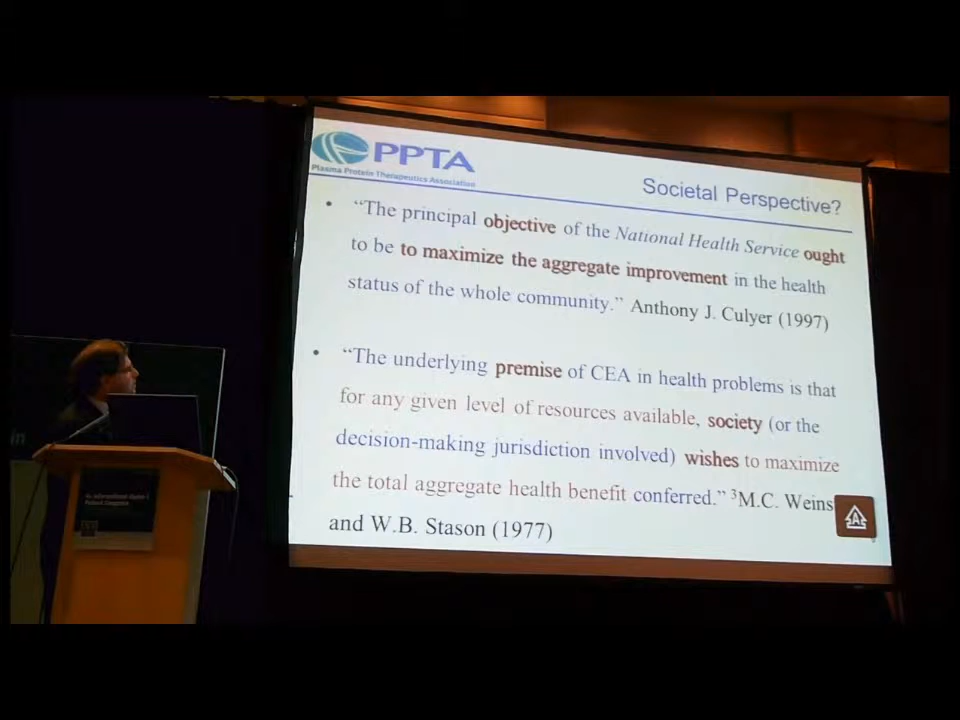 PPTA
Plasma Protein Therapeutics Association
Societal Perspective?
• “The principal objective of the National Health Service ought
to be to maximize the aggregate improvement in the health
status of the whole community.” Anthony J. Culyer (1997)
• “The underlying premise of CEA in health problems is that
for any given level of resources available, society (or the
decision-making jurisdiction involved) wishes to maximize
the total aggregate health benefit conferred.” ³M.C. Weins
and W.B. Stason (1977)
A